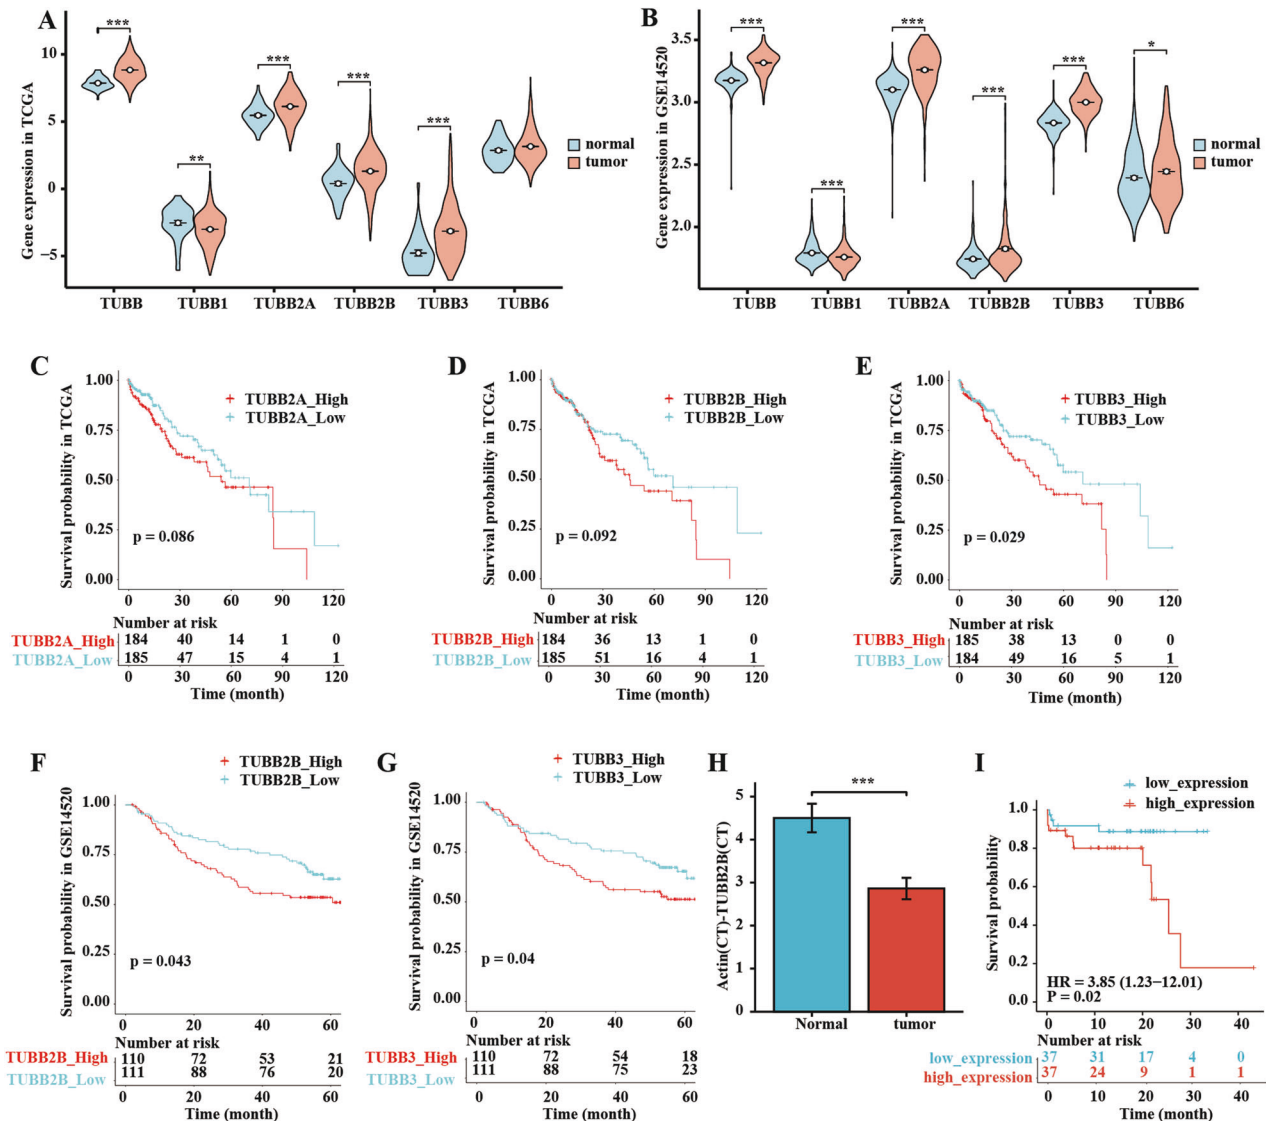 A
Gene expression in TCGA
10
5
0
−5
***
**
***
***
***
TUBB TUBB1 TUBB2A TUBB2B TUBB3 TUBB6
normal
tumor
B
Gene expression in GSE14520
3.5
3.0
2.5
2.0
***
***
***
***
***
*
TUBB TUBB1 TUBB2A TUBB2B TUBB3 TUBB6
normal
tumor
C
Survival probability in TCGA
1.00
0.75
0.50
0.25
0.00
TUBB2A_High
TUBB2A_Low
p = 0.086
0 30 60 90 120
Number at risk
TUBB2A_High 184 40 14 1 0
TUBB2A_Low 185 47 15 4 1
0 30 60 90 120
Time (month)
D
Survival probability in TCGA
1.00
0.75
0.50
0.25
0.00
TUBB2B_High
TUBB2B_Low
p = 0.092
0 30 60 90 120
Number at risk
TUBB2B_High 184 36 13 1 0
TUBB2B_Low 185 51 16 4 1
0 30 60 90 120
Time (month)
E
Survival probability in TCGA
1.00
0.75
0.50
0.25
0.00
TUBB3_High
TUBB3_Low
p = 0.029
0 30 60 90 120
Number at risk
TUBB3_High 185 38 13 0 0
TUBB3_Low 184 49 16 5 1
0 30 60 90 120
Time (month)
F
Survival probability in GSE14520
1.00
0.75
0.50
0.25
0.00
TUBB2B_High
TUBB2B_Low
p = 0.043
0 20 40 60
Number at risk
TUBB2B_High 110 72 53 21
TUBB2B_Low 111 88 76 20
0 20 40 60
Time (month)
G
Survival probability in GSE14520
1.00
0.75
0.50
0.25
0.00
TUBB3_High
TUBB3_Low
p = 0.04
0 20 40 60
Number at risk
TUBB3_High 110 72 54 18
TUBB3_Low 111 88 75 23
0 20 40 60
Time (month)
H
Actin(CT)-TUBB2B(CT)
5
4
3
2
1
0
***
Normal tumor
I
Survival probability
1.0
0.8
0.6
0.4
0.2
0.0
low_expression
high_expression
HR = 3.85 (1.23−12.01)
P = 0.02
0 10 20 30 40
Number at risk
low_expression 37 31 17 4 0
high_expression 37 24 9 1 1
0 10 20 30 40
Time (month)